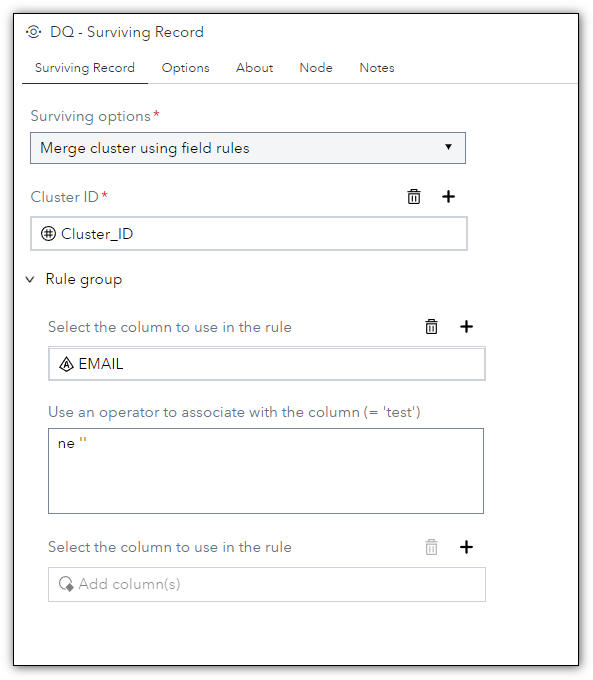 DQ - Surviving Record
Surviving Record Options About Node Notes
Surviving options*
Merge cluster using field rules
Cluster ID*
Cluster_ID
Rule group
Select the column to use in the rule
EMAIL
Use an operator to associate with the column (= 'test')
ne ''
Select the column to use in the rule
Add column(s)